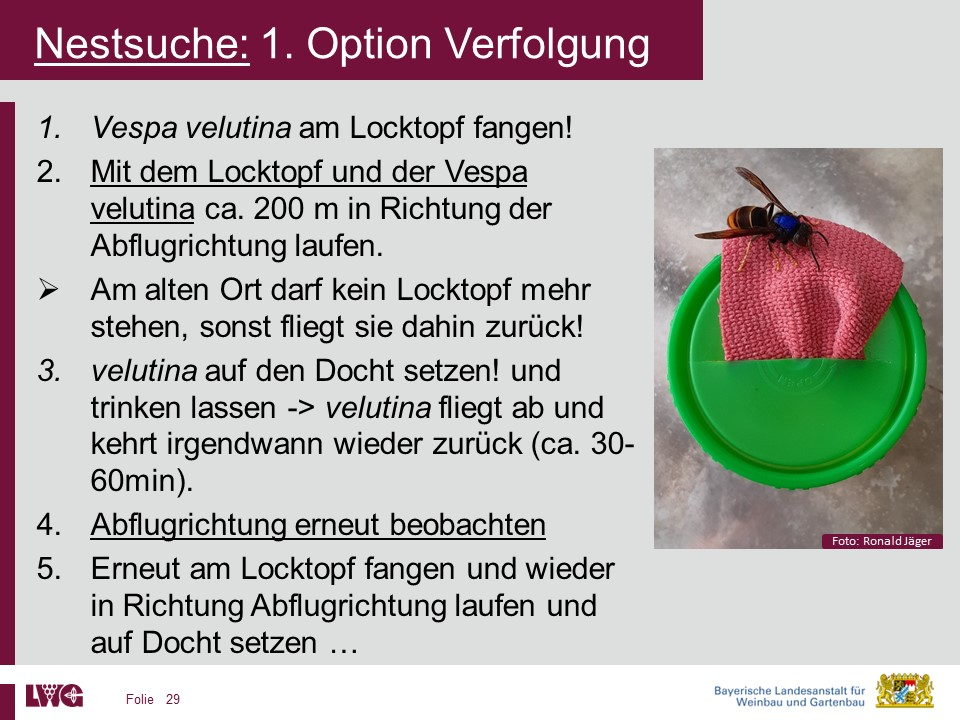 Nestsuche: 1. Option Verfolgung
1. Vespa velutina am Locktopf fangen!
2. Mit dem Locktopf und der Vespa
velutina ca. 200 m in Richtung der
Abflugrichtung laufen.
➢ Am alten Ort darf kein Locktopf mehr
stehen, sonst fliegt sie dahin zurück!
3. velutina auf den Docht setzen! und
trinken lassen -> velutina fliegt ab und
kehrt irgendwann wieder zurück (ca. 30-
60min).
4. Abflugrichtung erneut beobachten
5. Erneut am Locktopf fangen und wieder
in Richtung Abflugrichtung laufen und
auf Docht setzen …
Foto: Ronald Jäger
LWG
Folie 29
Bayerische Landesanstalt für
Weinbau und Gartenbau